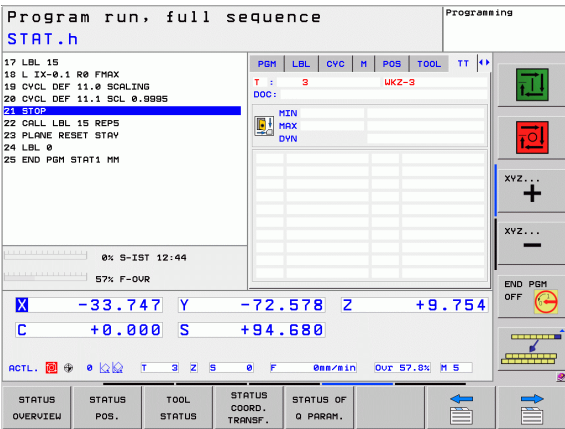 Program run, full sequence
Programming
STAT.h
17 LBL 15
18 L IX-0.1 R0 FMAX
19 CYCL DEF 11.0 SCALING
20 CYCL DEF 11.1 SCL 0.9995
21 STOP
22 CALL LBL 15 REP5
23 PLANE RESET STAY
24 LBL 0
25 END PGM STAT1 MM
0% S-IST 12:44
57% F-OVR
PGM LBL CYC M POS TOOL TT
T : 3 WKZ-3
DOC:
MIN
MAX
DYN
X -33.747 Y -72.578 Z +9.754
C +0.000 S +94.680
ACTL. 0 T 3 Z S 0 F 0mm/min Ovr 57.8% M 5
XYZ...
+
XYZ...
−
END PGM
OFF
STATUS OVERVIEW
STATUS POS.
TOOL STATUS
STATUS COORD. TRANSF.
STATUS OF Q PARAM.